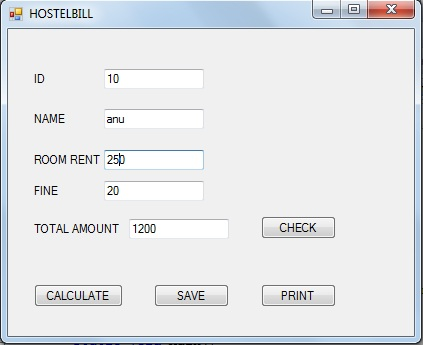 HOSTELBILL
ID 10
NAME anu
ROOM RENT 250
FINE 20
TOTAL AMOUNT 1200 CHECK
CALCULATE SAVE PRINT